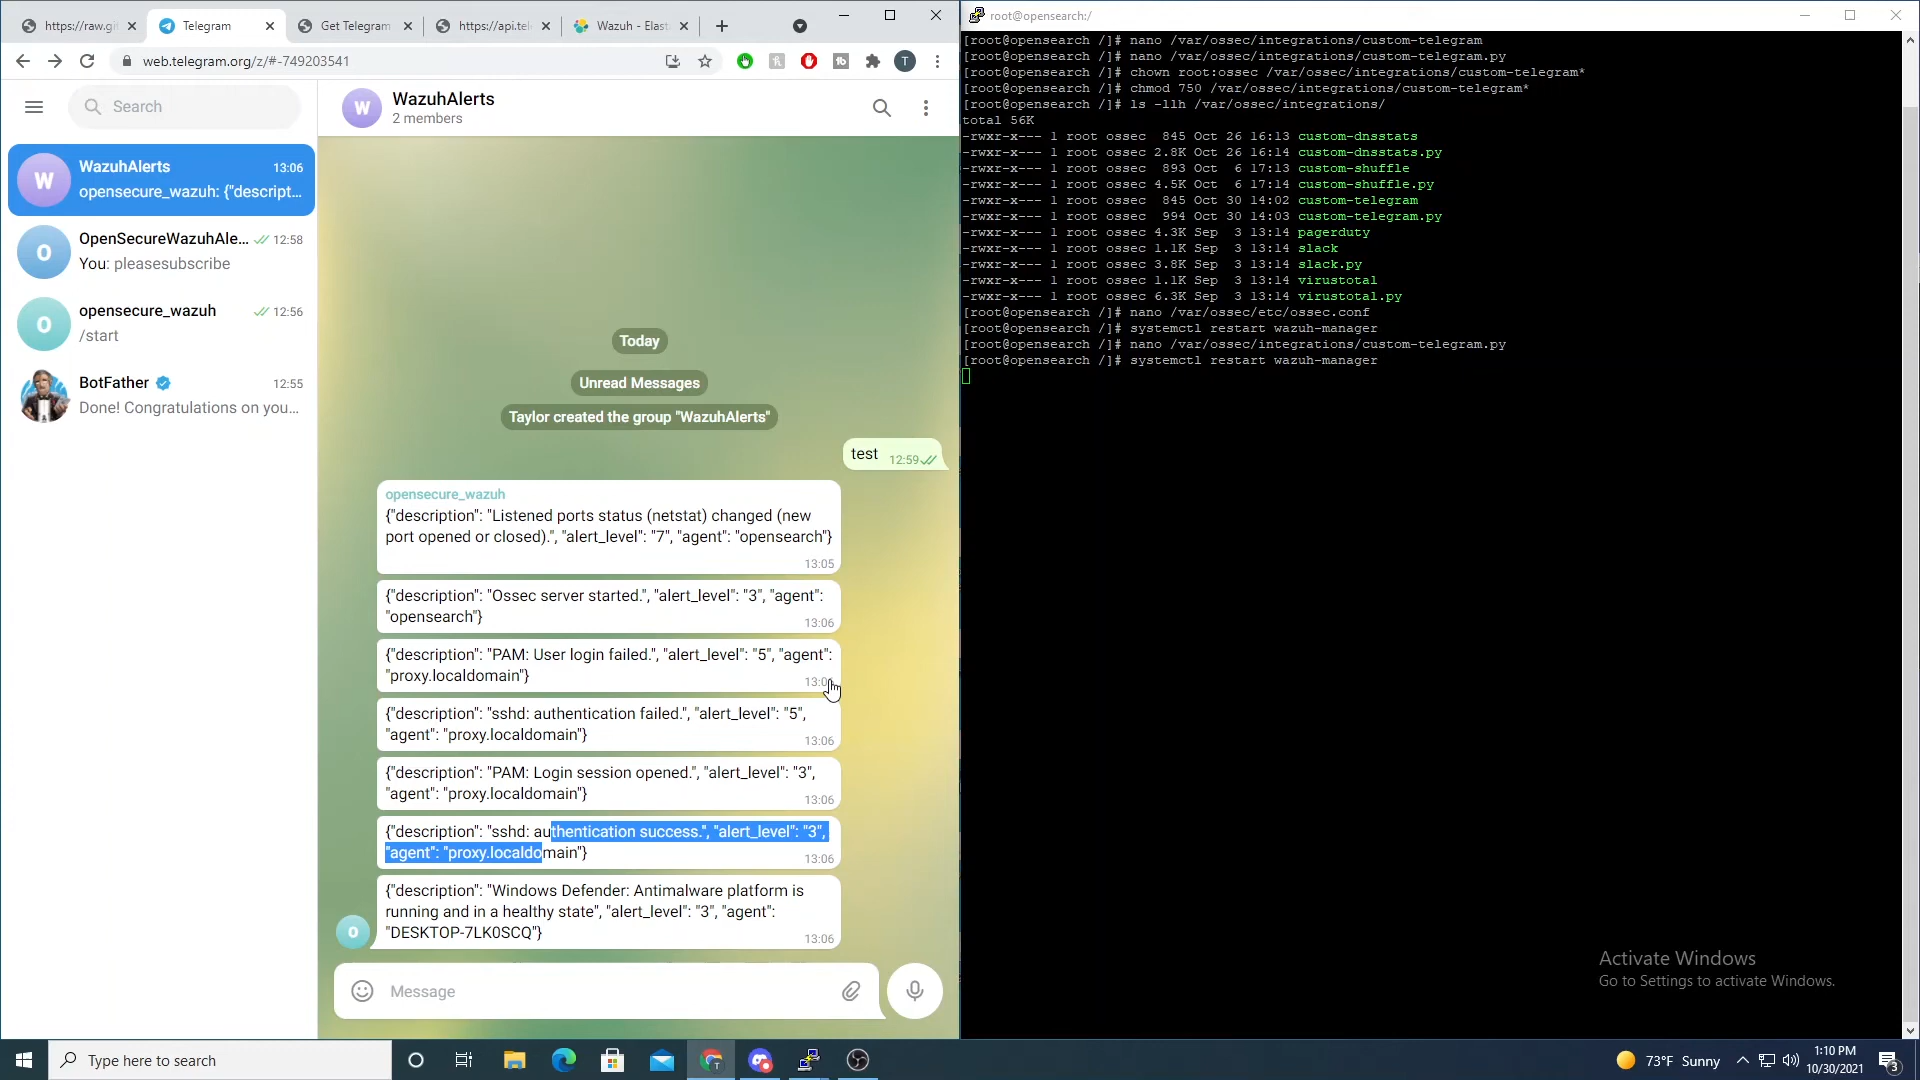 https://raw.git
Telegram
Get Telegram
https://api.tel
Wazuh - Elast
web.telegram.org/z/#-749203541
T
Search
W
WazuhAlerts
13:06
opensecure_wazuh: {"descript...
O
OpenSecureWazuhAle...
12:58
You: pleasesubscribe
O
opensecure_wazuh
12:56
/start
BotFather
12:55
Done! Congratulations on you...
W
WazuhAlerts
2 members
Today
Unread Messages
Taylor created the group "WazuhAlerts"
test 12:59
opensecure_wazuh
{"description": "Listened ports status (netstat) changed (new
port opened or closed).", "alert_level": "7", "agent": "opensearch"}
13:05
{"description": "Ossec server started.", "alert_level": "3", "agent":
"opensearch"}
13:06
{"description": "PAM: User login failed.", "alert_level": "5", "agent":
"proxy.localdomain"}
{"description": "sshd: authentication failed.", "alert_level": "5",
"agent": "proxy.localdomain"}
13:06
{"description": "PAM: Login session opened.", "alert_level": "3",
"agent": "proxy.localdomain"}
13:06
{"description": "sshd: authentication success.", "alert_level": "3",
"agent": "proxy.localdomain"}
13:06
{"description": "Windows Defender: Antimalware platform is
running and in a healthy state", "alert_level": "3", "agent":
"DESKTOP-7LK0SCQ"}
13:06
O
Message
root@opensearch:/
[root@opensearch /]# nano /var/ossec/integrations/custom-telegram
[root@opensearch /]# nano /var/ossec/integrations/custom-telegram.py
[root@opensearch /]# chown root:ossec /var/ossec/integrations/custom-telegram*
[root@opensearch /]# chmod 750 /var/ossec/integrations/custom-telegram*
[root@opensearch /]# ls -llh /var/ossec/integrations/
total 56K
-rwxr-x--- 1 root ossec  845 Oct 26 16:13 custom-dnsstats
-rwxr-x--- 1 root ossec 2.8K Oct 26 16:14 custom-dnsstats.py
-rwxr-x--- 1 root ossec  893 Oct  6 17:13 custom-shuffle
-rwxr-x--- 1 root ossec 4.5K Oct  6 17:14 custom-shuffle.py
-rwxr-x--- 1 root ossec  845 Oct 30 14:02 custom-telegram
-rwxr-x--- 1 root ossec  994 Oct 30 14:03 custom-telegram.py
-rwxr-x--- 1 root ossec 4.3K Sep  3 13:14 pagerduty
-rwxr-x--- 1 root ossec 1.1K Sep  3 13:14 slack
-rwxr-x--- 1 root ossec 3.8K Sep  3 13:14 slack.py
-rwxr-x--- 1 root ossec 1.1K Sep  3 13:14 virustotal
-rwxr-x--- 1 root ossec 6.3K Sep  3 13:14 virustotal.py
[root@opensearch /]# nano /var/ossec/etc/ossec.conf
[root@opensearch /]# systemctl restart wazuh-manager
[root@opensearch /]# nano /var/ossec/integrations/custom-telegram.py
[root@opensearch /]# systemctl restart wazuh-manager
Activate Windows
Go to Settings to activate Windows.
Type here to search
73°F Sunny
1:10 PM
10/30/2021
3